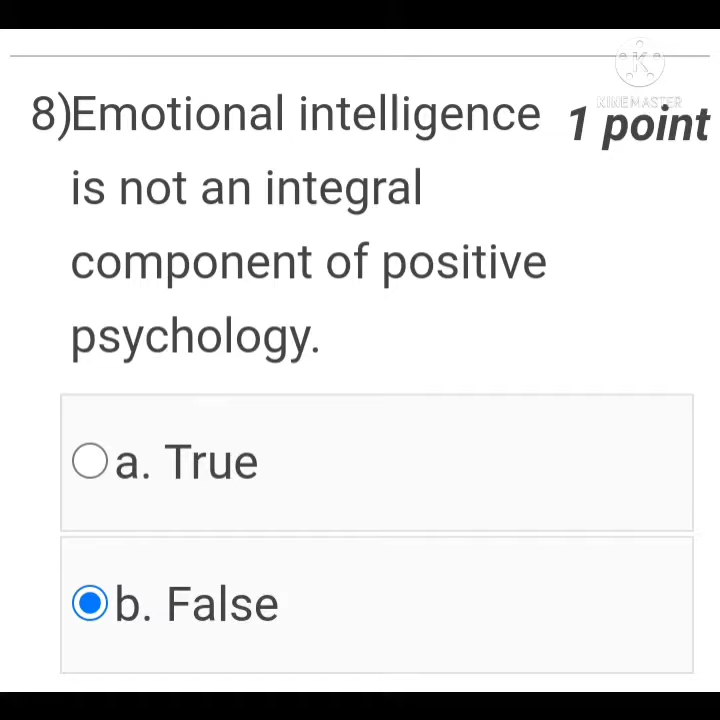 K
KINEMASTER
8)Emotional intelligence 1 point
is not an integral
component of positive
psychology.
a. True
b. False